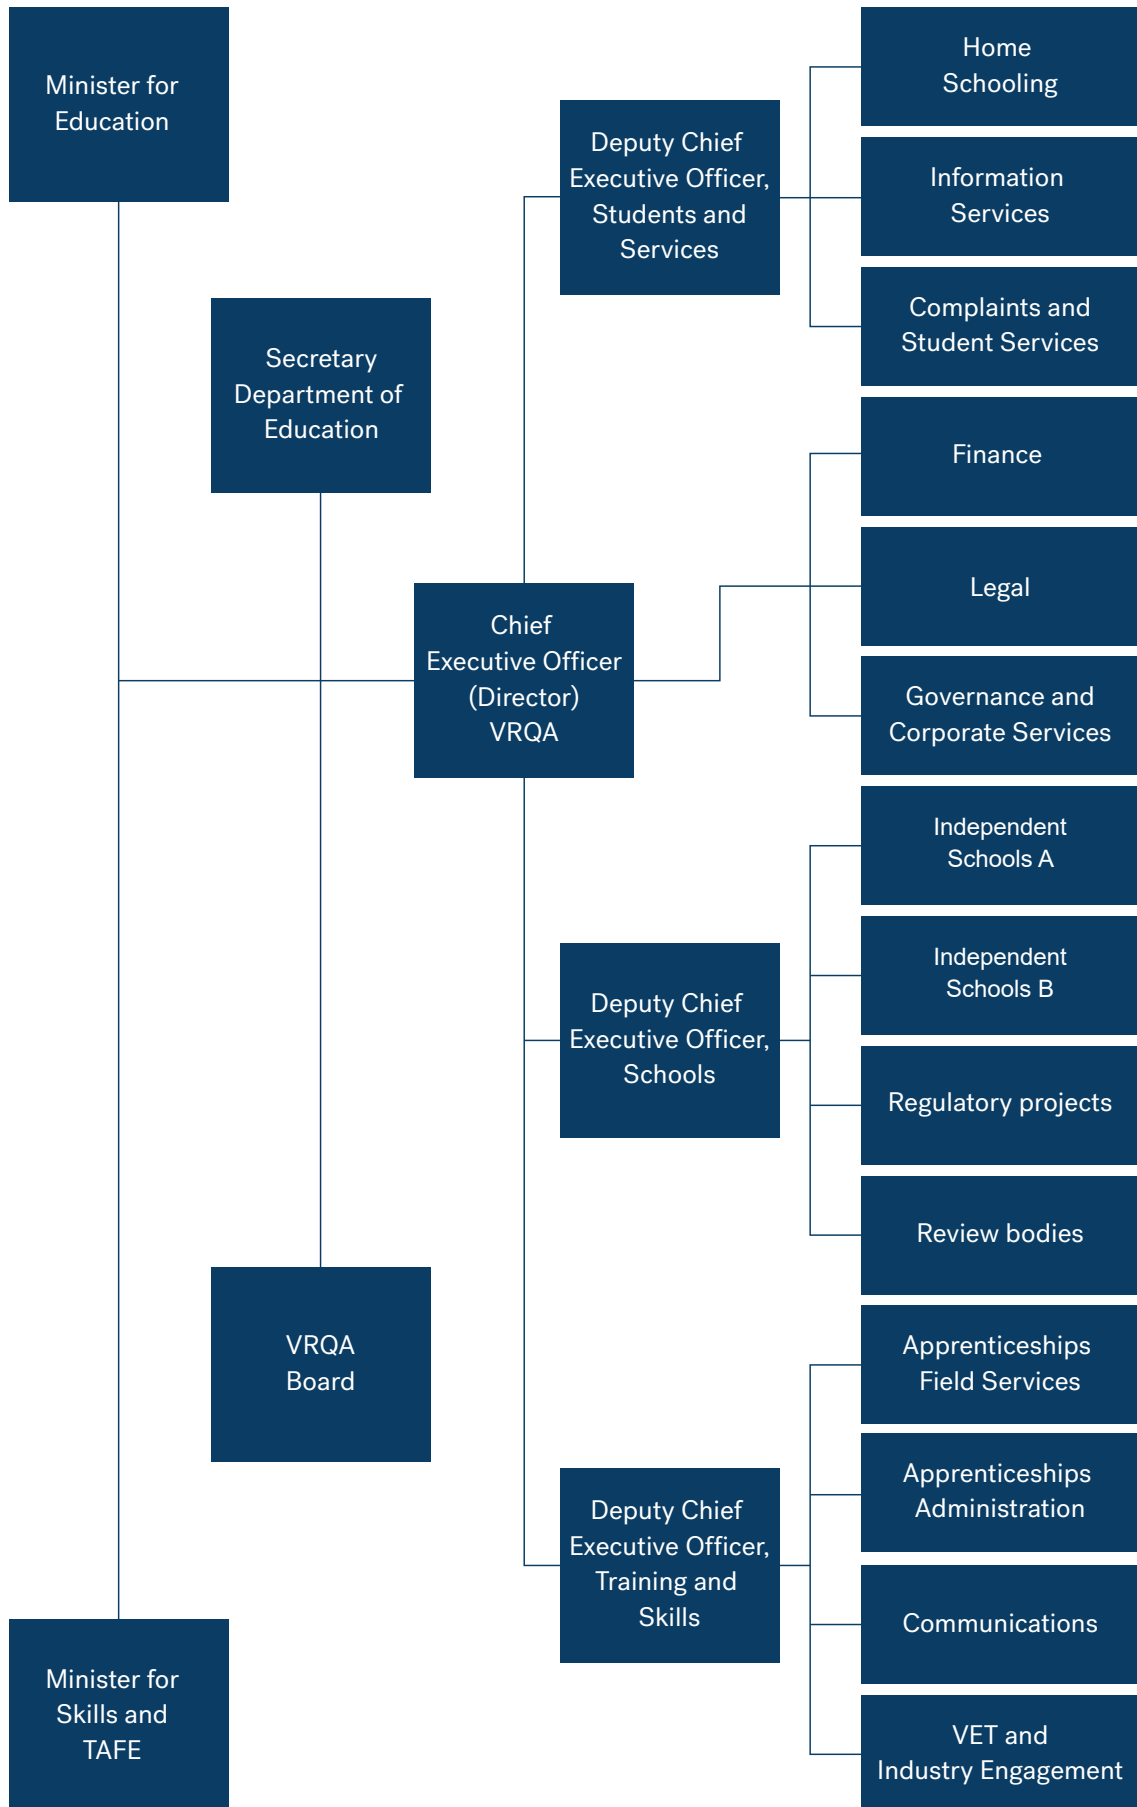 Minister for
Education
Secretary
Department of
Education
Chief
Executive Officer
(Director)
VRQA
VRQA
Board
Minister for
Skills and
TAFE
Deputy Chief
Executive Officer,
Students and
Services
Home
Schooling
Information
Services
Complaints and
Student Services
Finance
Legal
Governance and
Corporate Services
Deputy Chief
Executive Officer,
Schools
Independent
Schools A
Independent
Schools B
Regulatory projects
Review bodies
Deputy Chief
Executive Officer,
Training and
Skills
Apprenticeships
Field Services
Apprenticeships
Administration
Communications
VET and
Industry Engagement